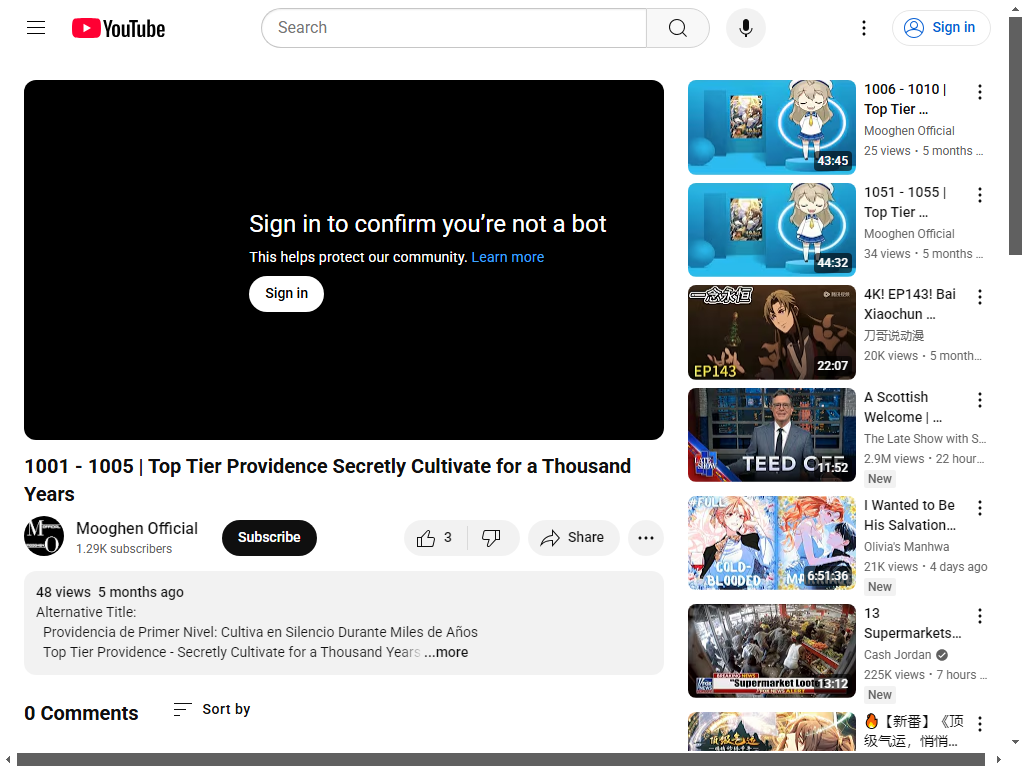 YouTube
Search
Sign in
Sign in to confirm you’re not a bot
This helps protect our community. Learn more
Sign in
1001 - 1005 | Top Tier Providence Secretly Cultivate for a Thousand
Years
Mooghen Official
1.29K subscribers
Subscribe
3
Share
48 views 5 months ago
Alternative Title:
Providencia de Primer Nivel: Cultiva en Silencio Durante Miles de Años
Top Tier Providence - Secretly Cultivate for a Thousand Years ...more
0 Comments
Sort by
43:45
1006 - 1010 |
Top Tier ...
Mooghen Official
25 views • 5 months ...
44:32
1051 - 1055 |
Top Tier ...
Mooghen Official
34 views • 5 months ...
一念永恒
EP143
22:07
4K! EP143! Bai
Xiaochun ...
刀哥说动漫
20K views • 5 month...
LATE SHOW
TEED OFF
11:52
A Scottish
Welcome | ...
The Late Show with S...
2.9M views • 22 hour...
New
#FULL
COLD-
BLOODED
6:51:36
I Wanted to Be
His Salvation...
Olivia's Manhwa
21K views • 4 days ago
New
BREAKING NEWS
"Supermarket Loot
FOX NEWS ALERT
13:12
13
Supermarkets...
Cash Jordan
225K views • 7 hours ...
New
顶级气运
🔥【新番】《顶
级气运，悄悄...